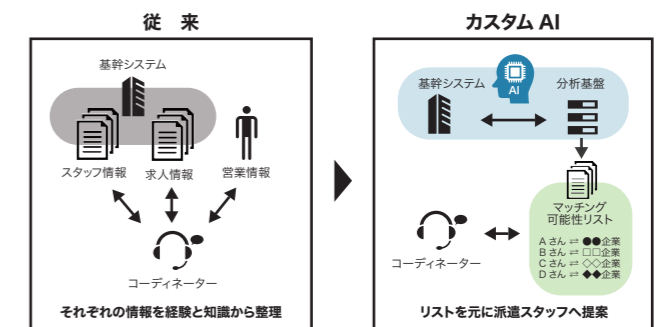 従 来
基幹システム
スタッフ情報
求人情報
営業情報
コーディネーター
それぞれの情報を経験と知識から整理
カスタム AI
基幹システム
AI
分析基盤
マッチング
可能性リスト
A さん ⇄ ●●企業
B さん ⇄ □□企業
C さん ⇄ ◇◇企業
D さん ⇄ ◆◆企業
コーディネーター
リストを元に派遣スタッフへ提案